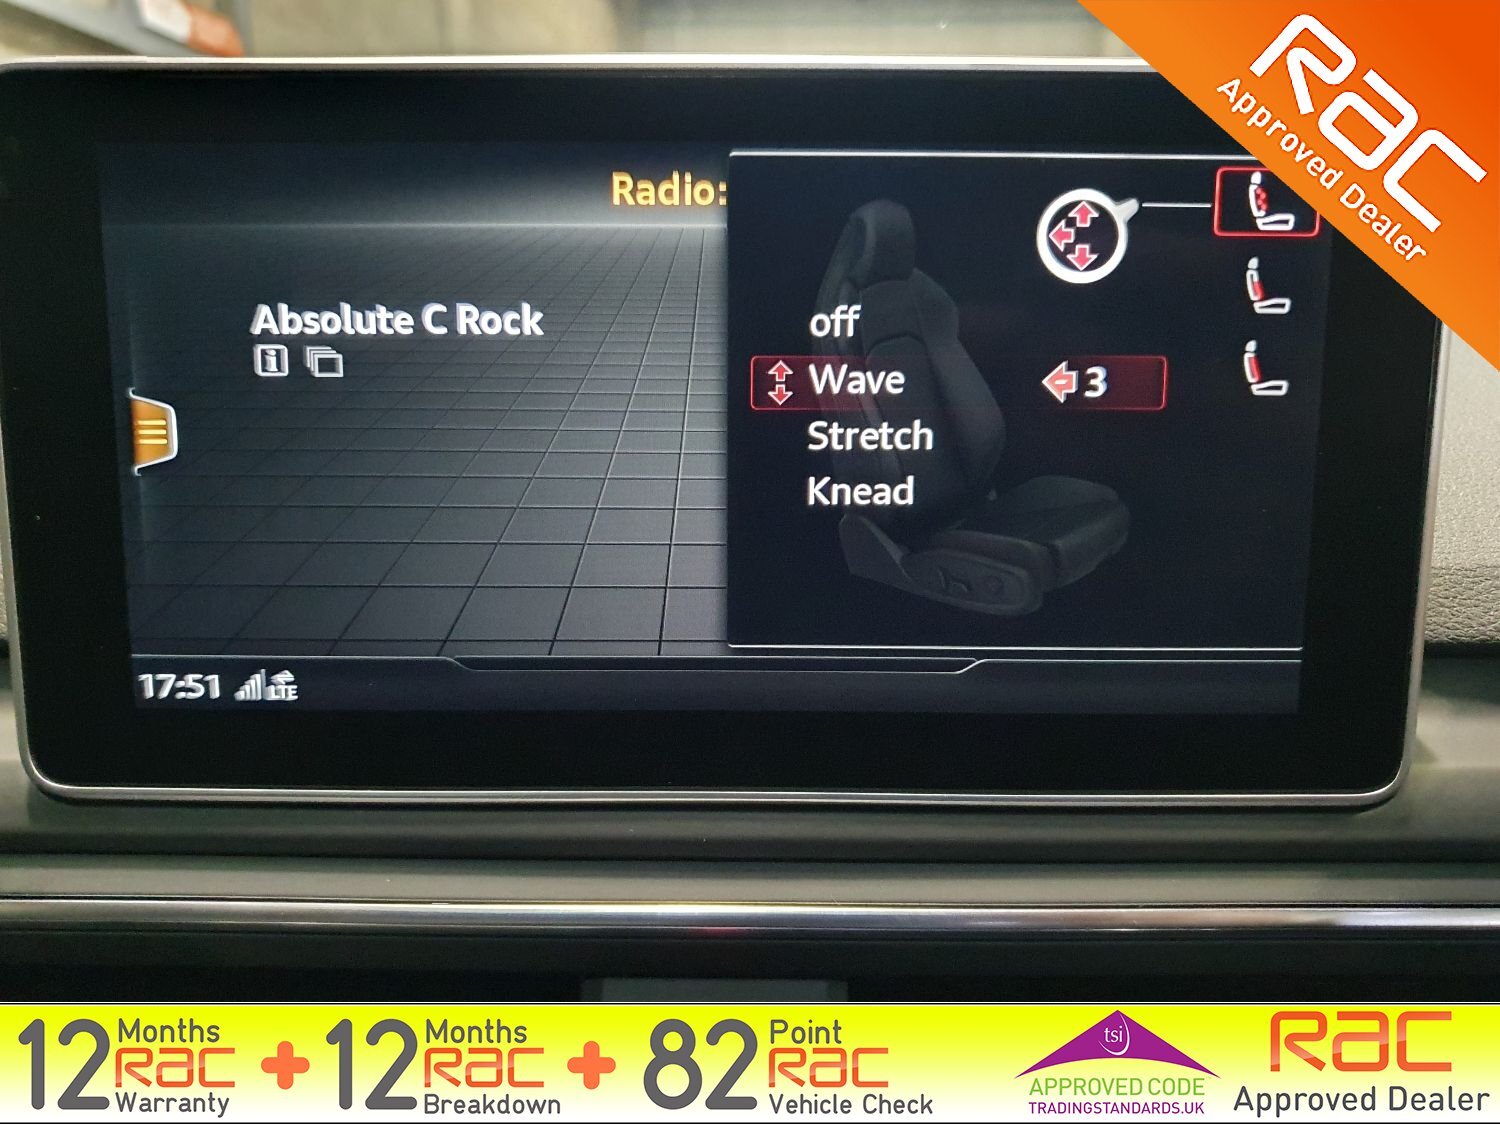 RAC
Approved Dealer
Radio:
Absolute C Rock
off
Wave 3
Stretch
Knead
17:51 LTE
12 Months RAC Warranty + 12 Months RAC Breakdown + 82 Point RAC Vehicle Check
tsi
APPROVED CODE
TRADINGSTANDARDS.UK
RAC
Approved Dealer